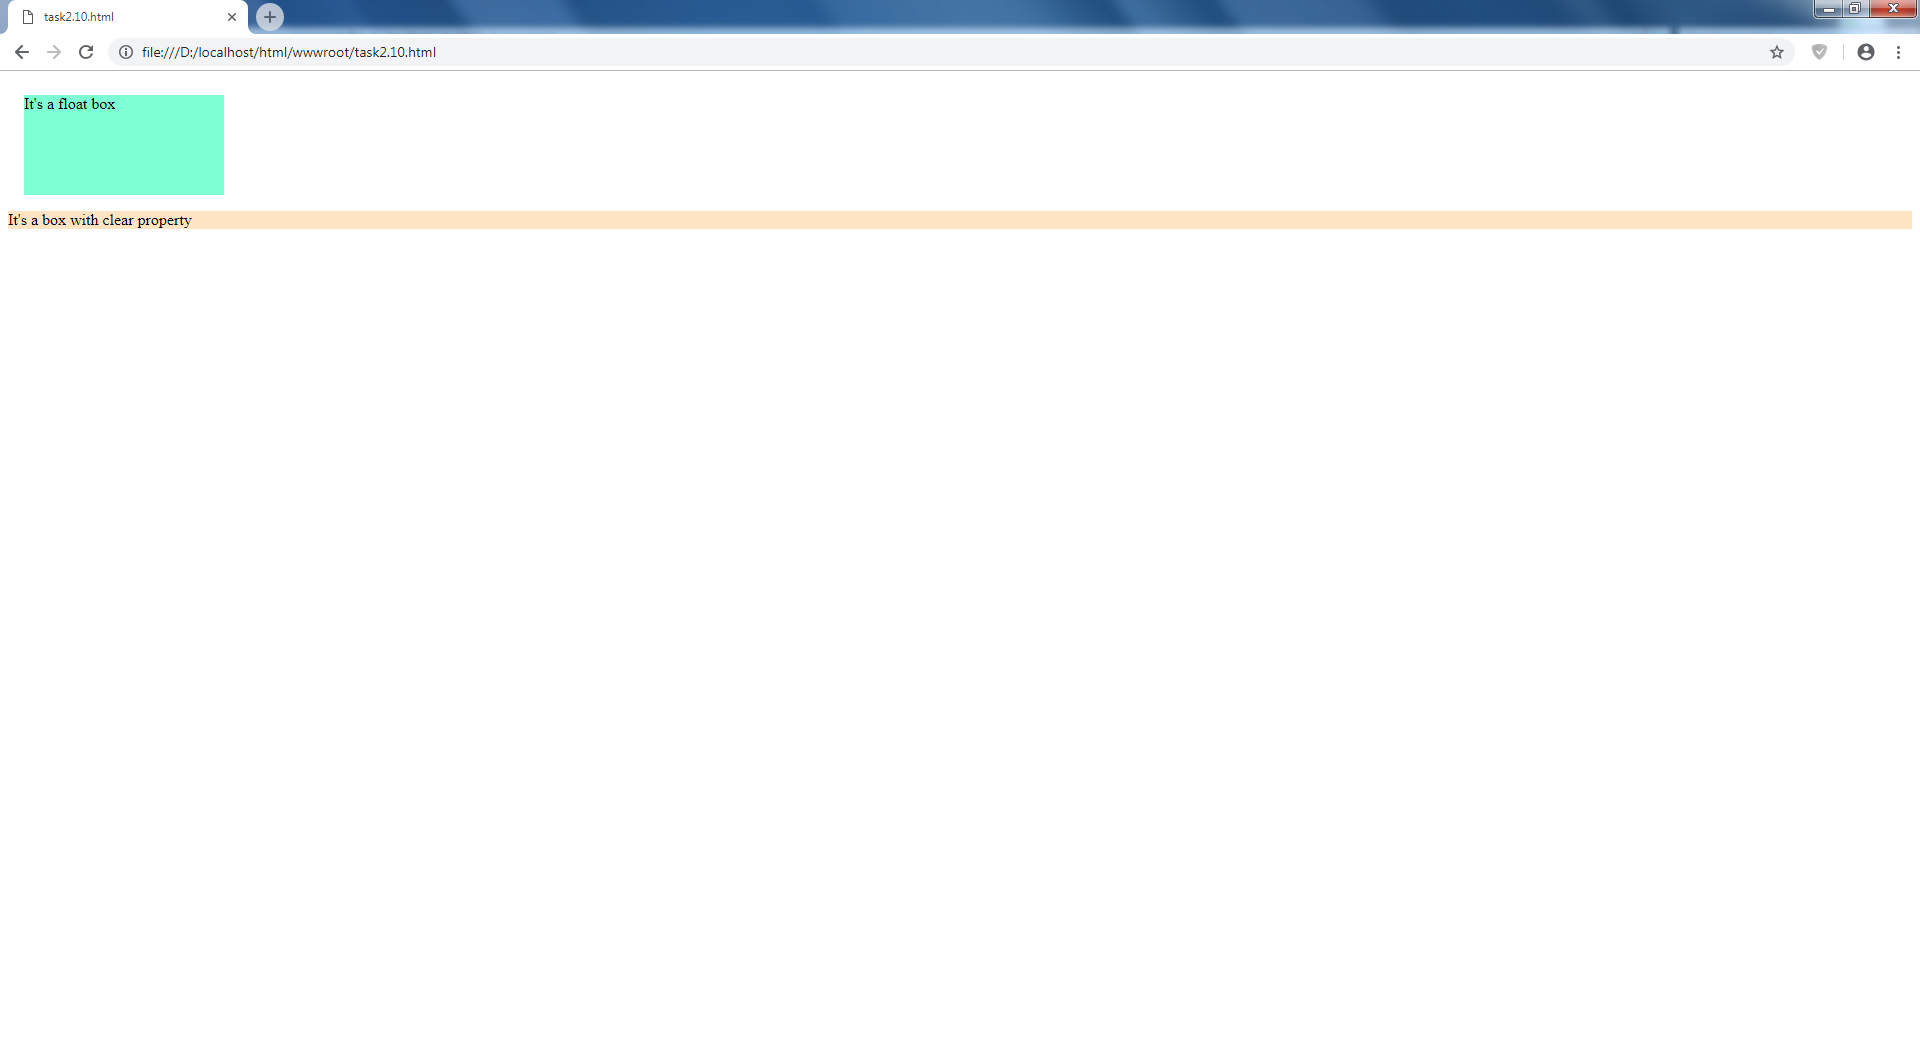 task2.10.html
file:///D:/localhost/html/wwwroot/task2.10.html
It's a float box
It's a box with clear property